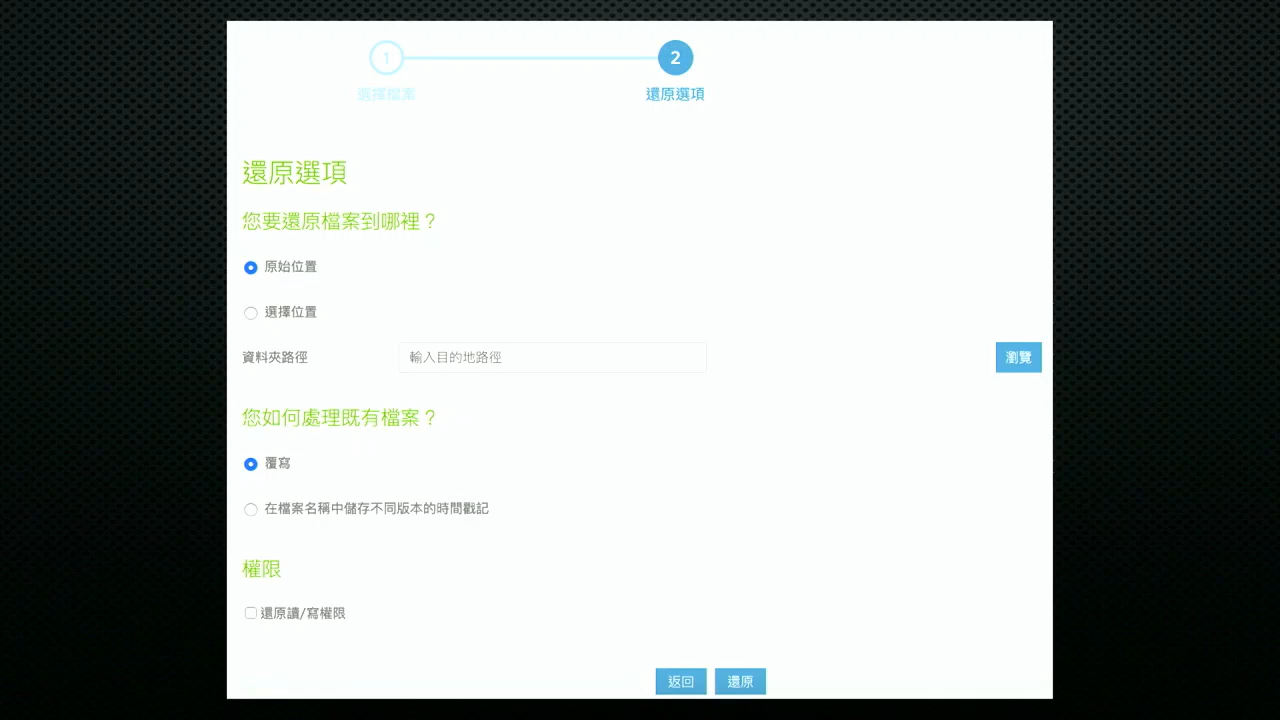 1
2
選擇檔案
還原選項
還原選項
您要還原檔案到哪裡？
原始位置
選擇位置
資料夾路徑
輸入目的地路徑
瀏覽
您如何處理既有檔案？
覆寫
在檔案名稱中儲存不同版本的時間戳記
權限
還原讀/寫權限
返回
還原